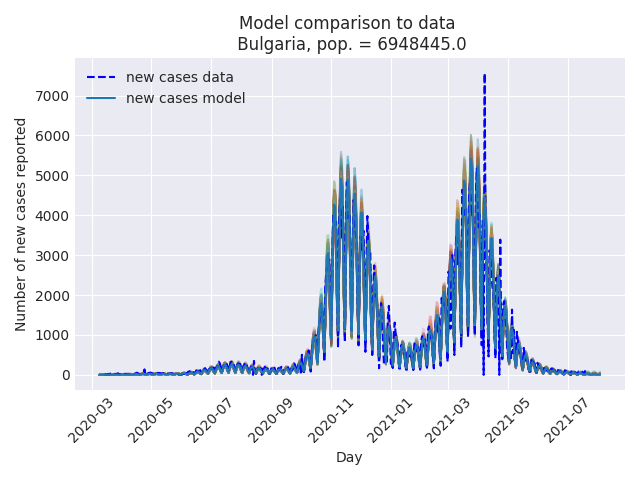 Model comparison to data
Bulgaria, pop. = 6948445.0
new cases data
new cases model
Number of new cases reported
7000
6000
5000
4000
3000
2000
1000
0
2020-03
2020-05
2020-07
2020-09
2020-11
2021-01
2021-03
2021-05
2021-07
Day